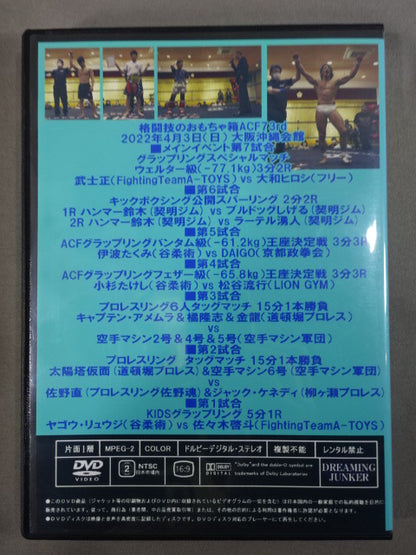 格闘技のおもちゃ箱ACF73rd
2022年4月3日(日) 大阪沖縄会館
■メインイベント第7試合
グラップリングスペシャルマッチ
ウェルター級(-77.1kg)3分2R
武士正(FightingTeamA-TOYS) vs 大和ヒロシ(フリー)
■第6試合
キックボクシング公開スパーリング 2分2R
1R ハンマー鈴木(契明ジム) vs ブルドッグしげる(契明ジム)
2R ハンマー鈴木(契明ジム) vs ラーテル湧人(契明ジム)
■第5試合
ACFグラップリングバンタム級(-61.2kg)王座決定戦 3分3R
伊波たくみ(谷柔術) vs DAIGO(京都政拳会)
■第4試合
ACFグラップリングフェザー級(-65.8kg)王座決定戦 3分3R
小杉たけし(谷柔術) vs 松谷流行(LION GYM)
■第3試合
プロレスリング6人タッグマッチ 15分1本勝負
キャプテン・アメムラ&橘隆志&金龍(道頓堀プロレス)
vs
空手マシン2号&4号&5号(空手マシン軍団)
■第2試合
プロレスリング タッグマッチ 15分1本勝負
太陽塔仮面(道頓堀プロレス)&空手マシン6号(空手マシン軍団)
vs
佐野直(プロレスリング佐野魂)&ジャック・ケネディ(柳ヶ瀬プロレス)
■第1試合
KIDSグラップリング 5分1R
ヤゴウ・リュウジ(谷柔術) vs 佐々木啓斗(FightingTeamA-TOYS)
片面1層 MPEG-2 COLOR ドルビーデジタル・ステレオ 複製不能 レンタル禁止
DVD VIDEO 2 NTSC 日本市場向 16:9 DOLBY DIGITAL "Dolby"and the duble-D symbol are trademarks of Dolby Laboratories. DREAMING JUNKER